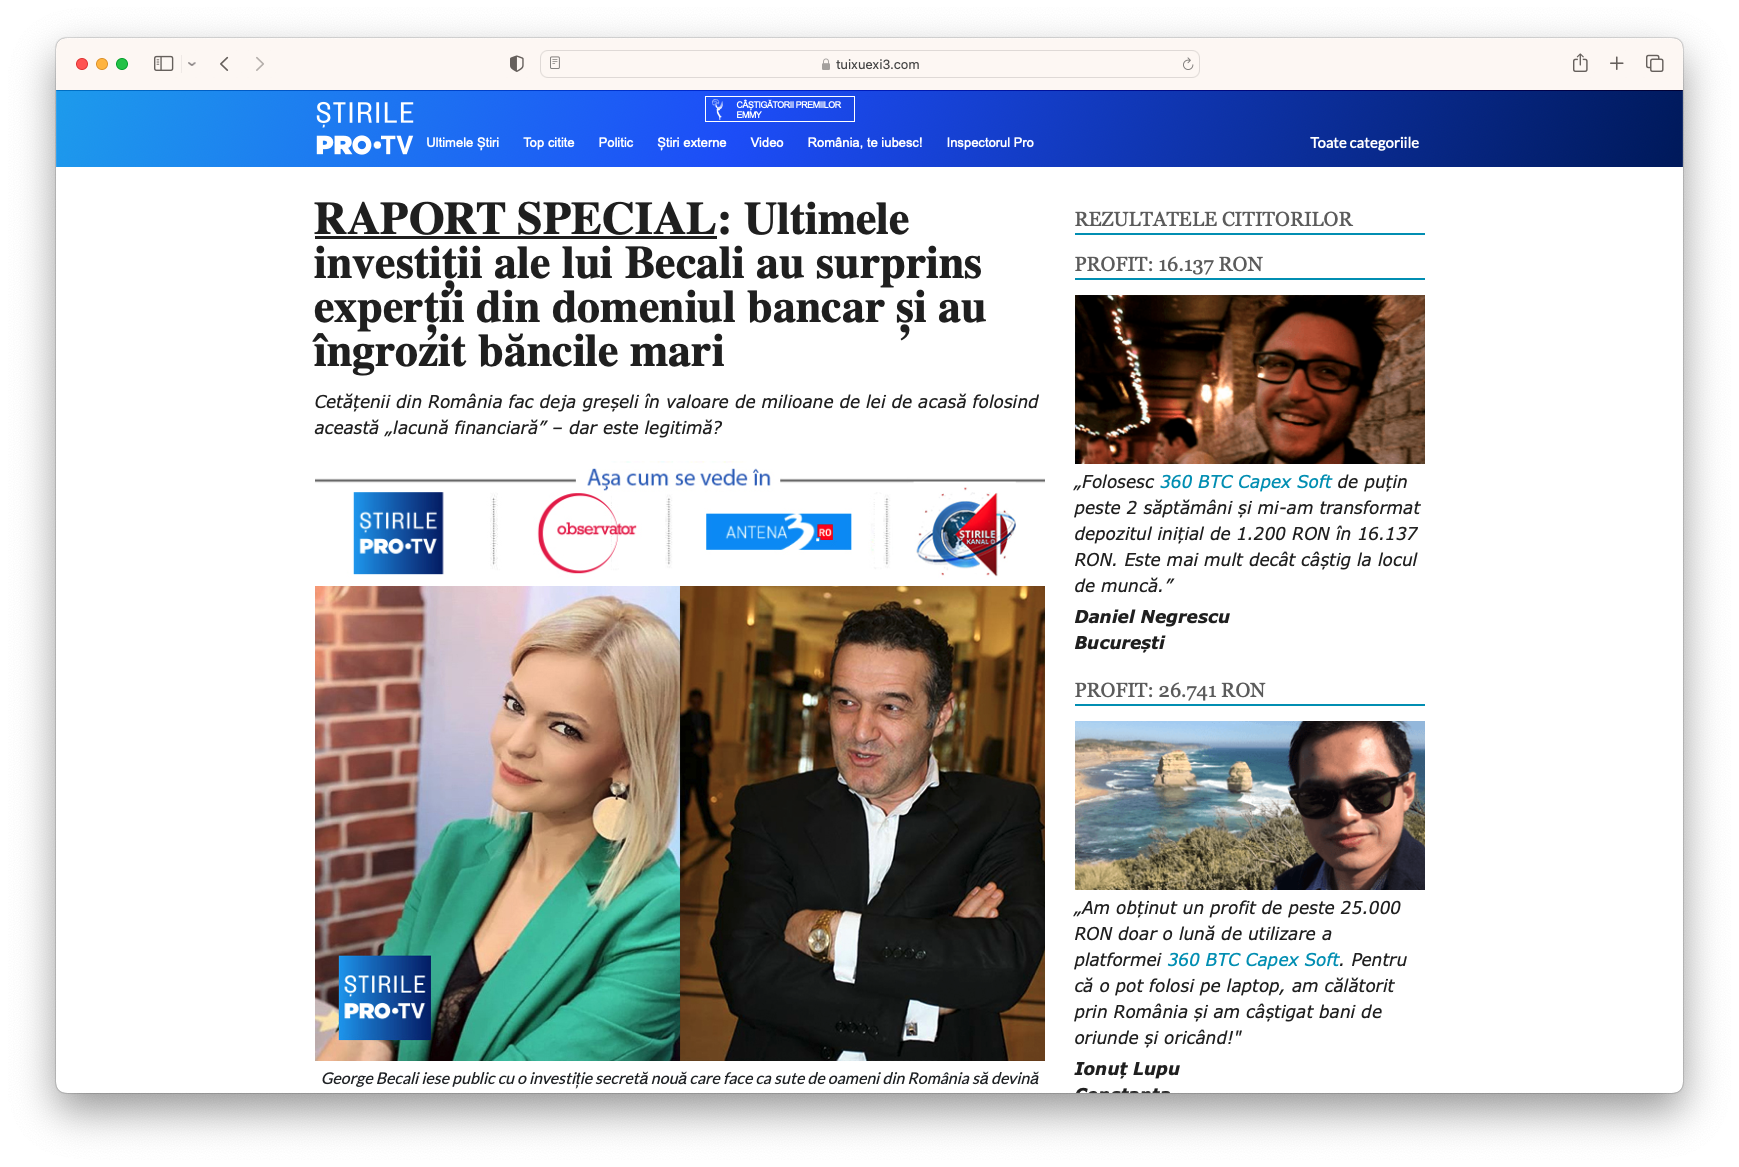 tuixuexi3.com
ȘTIRILE
PRO•TV
CÂȘTIGĂTORII PREMIILOR
EMMY
Ultimele Știri
Top citite
Politic
Știri externe
Video
România, te iubesc!
Inspectorul Pro
Toate categoriile
RAPORT SPECIAL: Ultimele
investiții ale lui Becali au surprins
experții din domeniul bancar și au
îngrozit băncile mari
Cetățenii din România fac deja greșeli în valoare de milioane de lei de acasă folosind
această „lacună financiară” – dar este legitimă?
Așa cum se vede în
ȘTIRILE
PRO•TV
observator
ANTENA 3.RO
ȘTIRILE
KANAL D
ȘTIRILE
PRO•TV
George Becali iese public cu o investiție secretă nouă care face ca sute de oameni din România să devină
REZULTATELE CITITORILOR
PROFIT: 16.137 RON
„Folosesc 360 BTC Capex Soft de puțin
peste 2 săptămâni și mi-am transformat
depozitul inițial de 1.200 RON în 16.137
RON. Este mai mult decât câștig la locul
de muncă.”
Daniel Negrescu
București
PROFIT: 26.741 RON
„Am obținut un profit de peste 25.000
RON doar o lună de utilizare a
platformei 360 BTC Capex Soft. Pentru
că o pot folosi pe laptop, am călătorit
prin România și am câștigat bani de
oriunde și oricând!"
Ionuț Lupu
Constanța